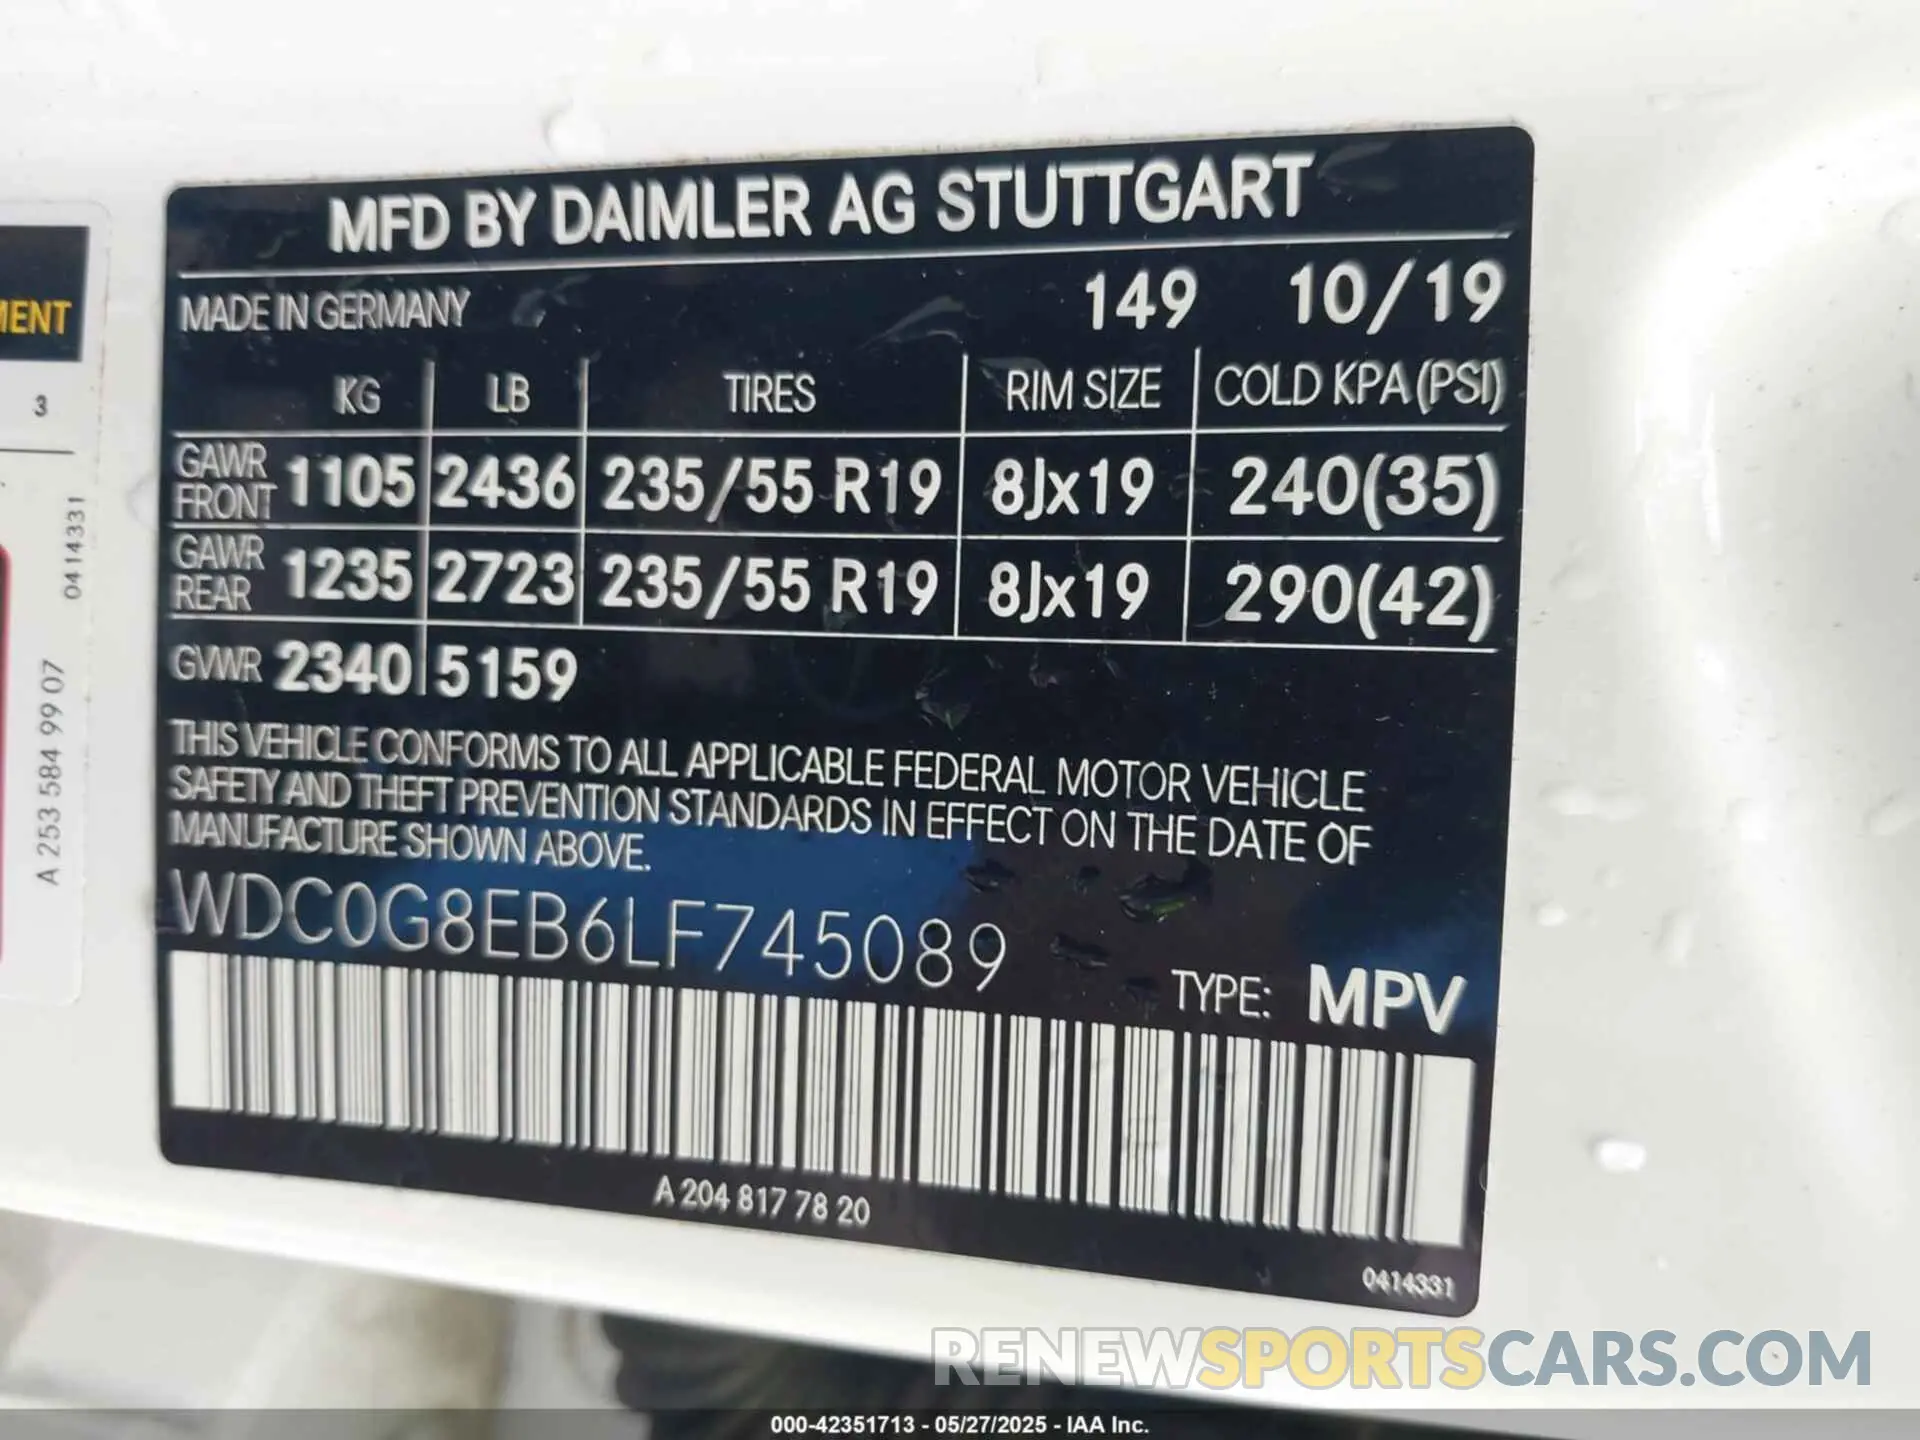 MFD BY DAIMLER AG STUTTGART
MADE IN GERMANY 149 10/19
KG LB TIRES RIM SIZE COLD KPA (PSI)
GAWR FRONT 1105 2436 235/55 R19 8Jx19 240(35)
GAWR REAR 1235 2723 235/55 R19 8Jx19 290(42)
GVWR 2340 5159
THIS VEHICLE CONFORMS TO ALL APPLICABLE FEDERAL MOTOR VEHICLE
SAFETY AND THEFT PREVENTION STANDARDS IN EFFECT ON THE DATE OF
MANUFACTURE SHOWN ABOVE.
WDC0G8EB6LF745089
TYPE: MPV
A 204 817 78 20
0414331
3
A 253 584 99 07 0414331
RENEWSPORTSCARS.COM
000-42351713 - 05/27/2025 - IAA Inc.